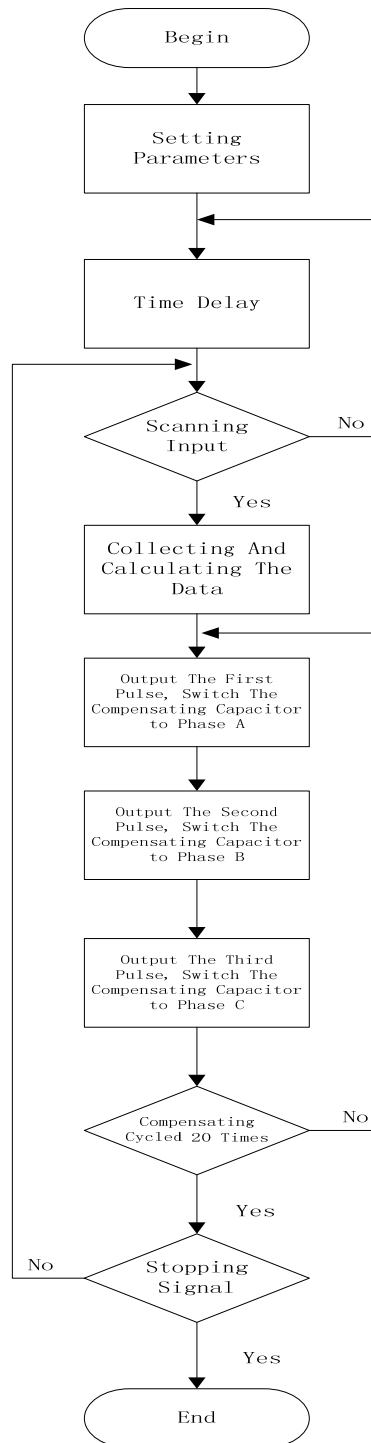 Begin
Setting
Parameters
Time Delay
Scanning
Input
No
Yes
Collecting And
Calculating The
Data
Output The First
Pulse, Switch The
Compensating Capacitor
to Phase A
Output The Second
Pulse, Switch The
Compensating Capacitor
to Phase B
Output The Third
Pulse, Switch The
Compensating Capacitor
to Phase C
Compensating
Cycled 20 Times
No
Yes
Stopping
Signal
No
Yes
End